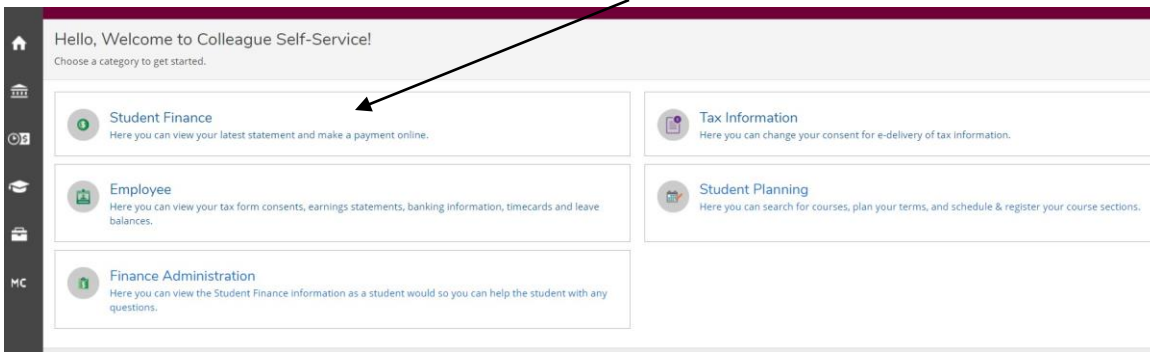 Hello, Welcome to Colleague Self-Service!
Choose a category to get started.
Student Finance
Here you can view your latest statement and make a payment online.
Tax Information
Here you can change your consent for e-delivery of tax information.
Employee
Here you can view your tax form consents, earnings statements, banking information, timecards and leave
balances.
Student Planning
Here you can search for courses, plan your terms, and schedule & register your course sections.
Finance Administration
Here you can view the Student Finance information as a student would so you can help the student with any
questions.
MC